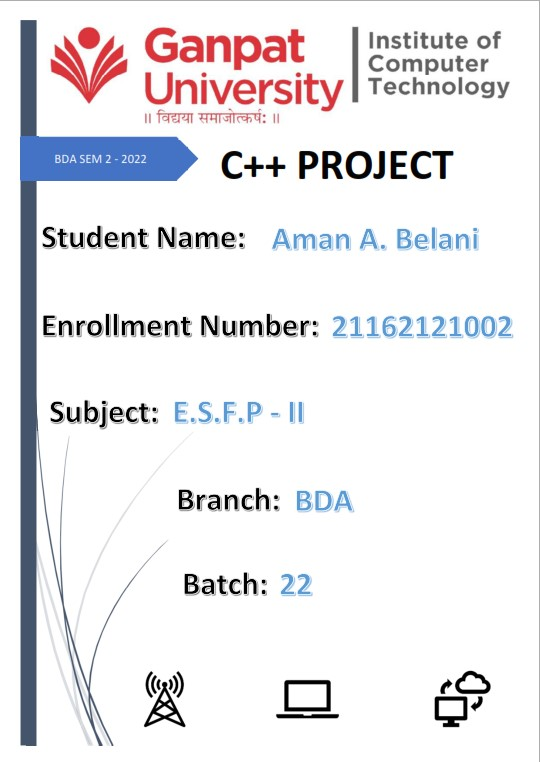 Ganpat
University
॥ विद्यया समाजोत्कर्ष: ॥
Institute of
Computer
Technology
BDA SEM 2 - 2022
C++ PROJECT
Student Name: Aman A. Belani
Enrollment Number: 21162121002
Subject: E.S.F.P - II
Branch: BDA
Batch: 22